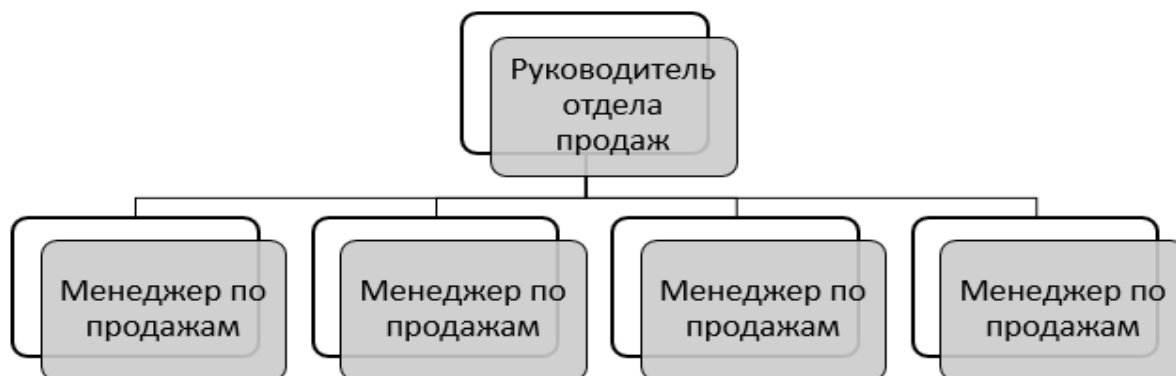 Руководитель
отдела
продаж
Менеджер по
продажам
Менеджер по
продажам
Менеджер по
продажам
Менеджер по
продажам